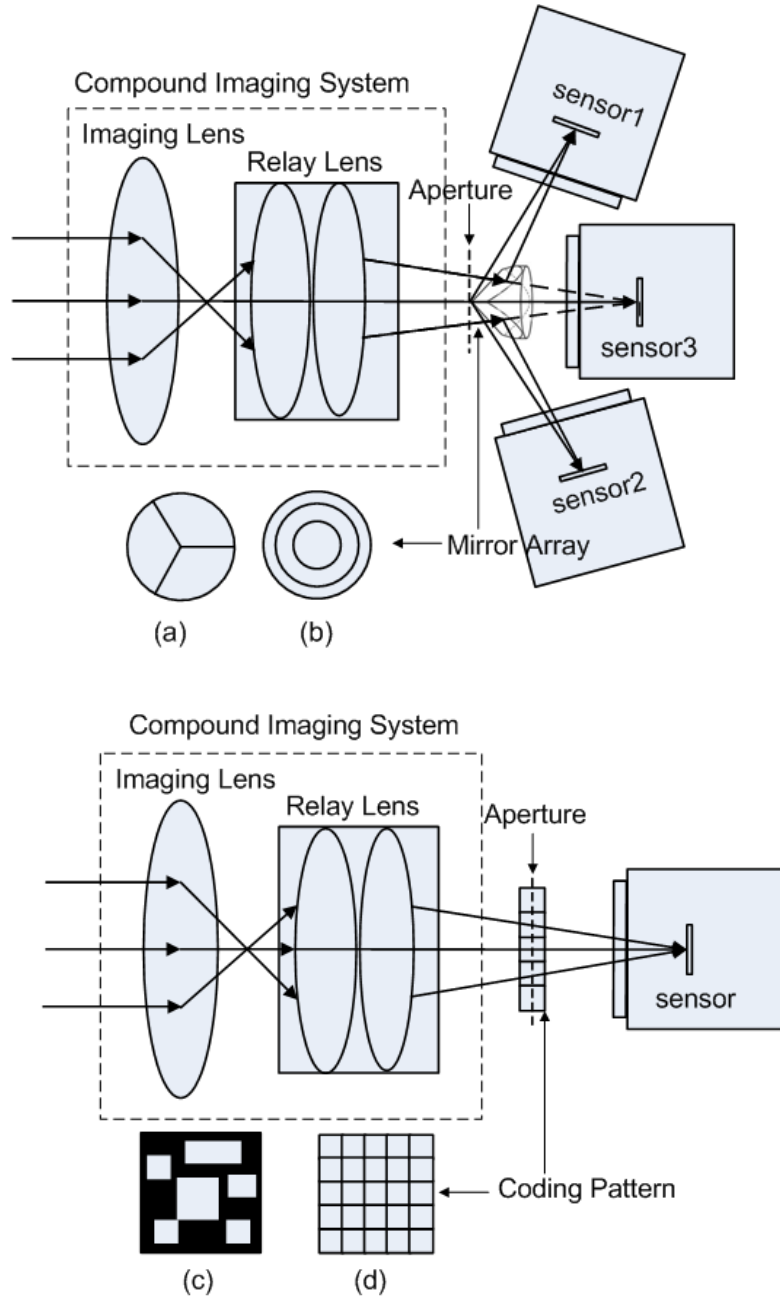 Compound Imaging System
Imaging Lens
Relay Lens
Aperture
sensor1
sensor3
sensor2
Mirror Array
(a)
(b)
Compound Imaging System
Imaging Lens
Relay Lens
Aperture
sensor
Coding Pattern
(c)
(d)